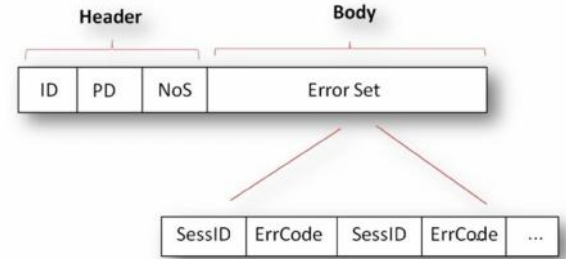 Header Body
ID PD NoS Error Set
SessID ErrCode SessID ErrCode ...